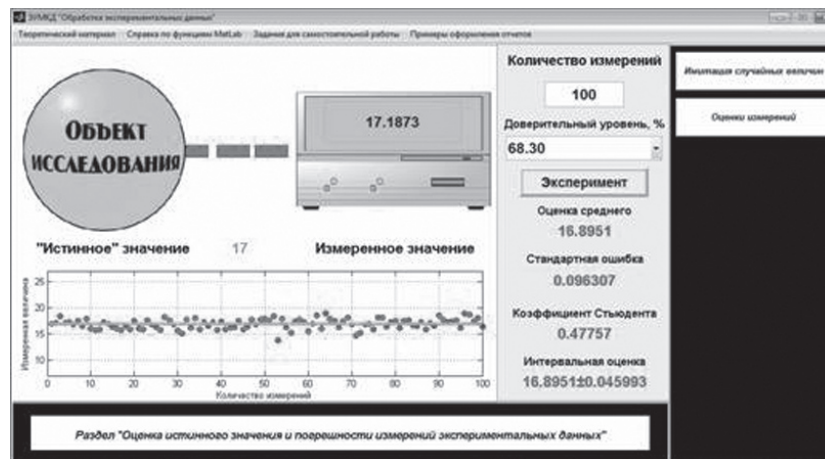 ЭУМКД "Обработка экспериментальных данных"
Теоретический материал Справка по функциям MatLab Задания для самостоятельной работы Примеры оформления отчетов
ОБЪЕКТ
ИССЛЕДОВАНИЯ
17.1873
"Истинное" значение 17 Измеренное значение
Измеренная величина
25
20
15
10
0 10 20 30 40 50 60 70 80 90 100
Количество измерений
Количество измерений
100
Доверительный уровень, %
68.30
Эксперимент
Оценка среднего
16.8951
Стандартная ошибка
0.096307
Коэффициент Стьюдента
0.47757
Интервальная оценка
16.8951±0.045993
Имитация случайных величин
Оценки измерений
Раздел "Оценка истинного значения и погрешности измерений экспериментальных данных"